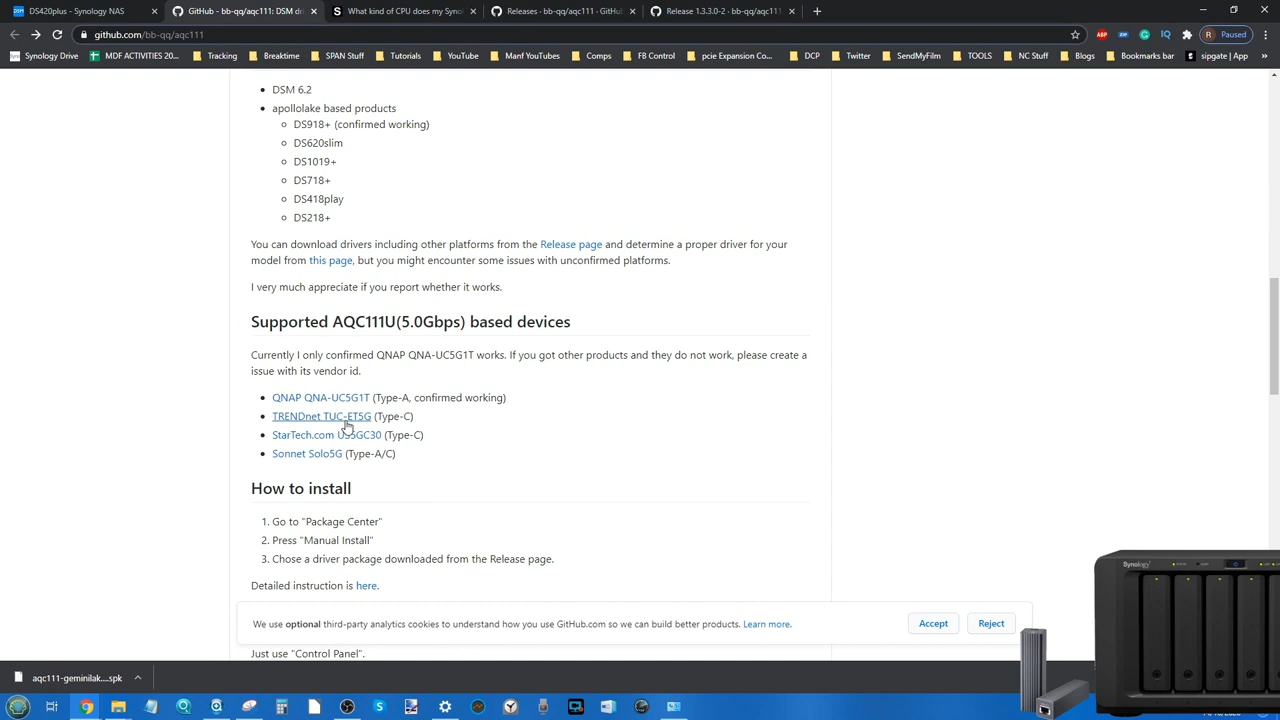 DS420plus - Synology NAS
GitHub - bb-qq/aqc111: DSM dr
What kind of CPU does my Syno
Releases · bb-qq/aqc111 · GitHu
Release 1.3.3.0-2 · bb-qq/aqc111
github.com/bb-qq/aqc111
ABP
IQ
R Paused
Synology Drive
MDF ACTIVITIES 20...
Tracking
Breaktime
SPAN Stuff
Tutorials
YouTube
Manf YouTubes
Comps
FB Control
pcie Expansion Co...
DCP
Twitter
SendMyFilm
TOOLS
NC Stuff
Blogs
Bookmarks bar
sipgate | App
»
DSM 6.2
apollolake based products
DS918+ (confirmed working)
DS620slim
DS1019+
DS718+
DS418play
DS218+
You can download drivers including other platforms from the Release page and determine a proper driver for your
model from this page, but you might encounter some issues with unconfirmed platforms.
I very much appreciate if you report whether it works.
Supported AQC111U(5.0Gbps) based devices
Currently I only confirmed QNAP QNA-UC5G1T works. If you got other products and they do not work, please create a
issue with its vendor id.
QNAP QNA-UC5G1T (Type-A, confirmed working)
TRENDnet TUC-ET5G (Type-C)
StarTech.com US5GC30 (Type-C)
Sonnet Solo5G (Type-A/C)
How to install
1. Go to "Package Center"
2. Press "Manual Install"
3. Chose a driver package downloaded from the Release page.
Detailed instruction is here.
We use optional third-party analytics cookies to understand how you use GitHub.com so we can build better products. Learn more.
Accept
Reject
Just use "Control Panel".
aqc111-geminilak....spk
Synology